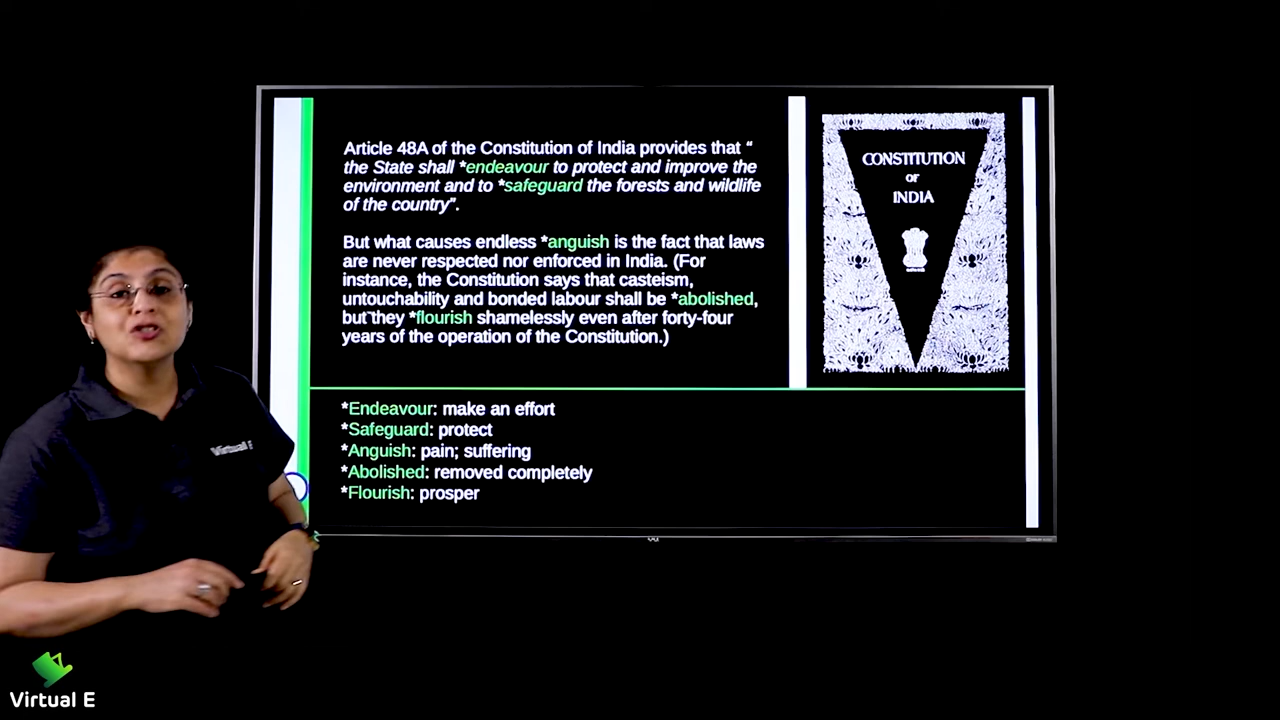 Article 48A of the Constitution of India provides that “
the State shall *endeavour to protect and improve the
environment and to *safeguard the forests and wildlife
of the country”.
But what causes endless *anguish is the fact that laws
are never respected nor enforced in India. (For
instance, the Constitution says that casteism,
untouchability and bonded labour shall be *abolished,
but they *flourish shamelessly even after forty-four
years of the operation of the Constitution.)
CONSTITUTION
OF
INDIA
*Endeavour: make an effort
*Safeguard: protect
*Anguish: pain; suffering
*Abolished: removed completely
*Flourish: prosper
Virtual E
Virtual E